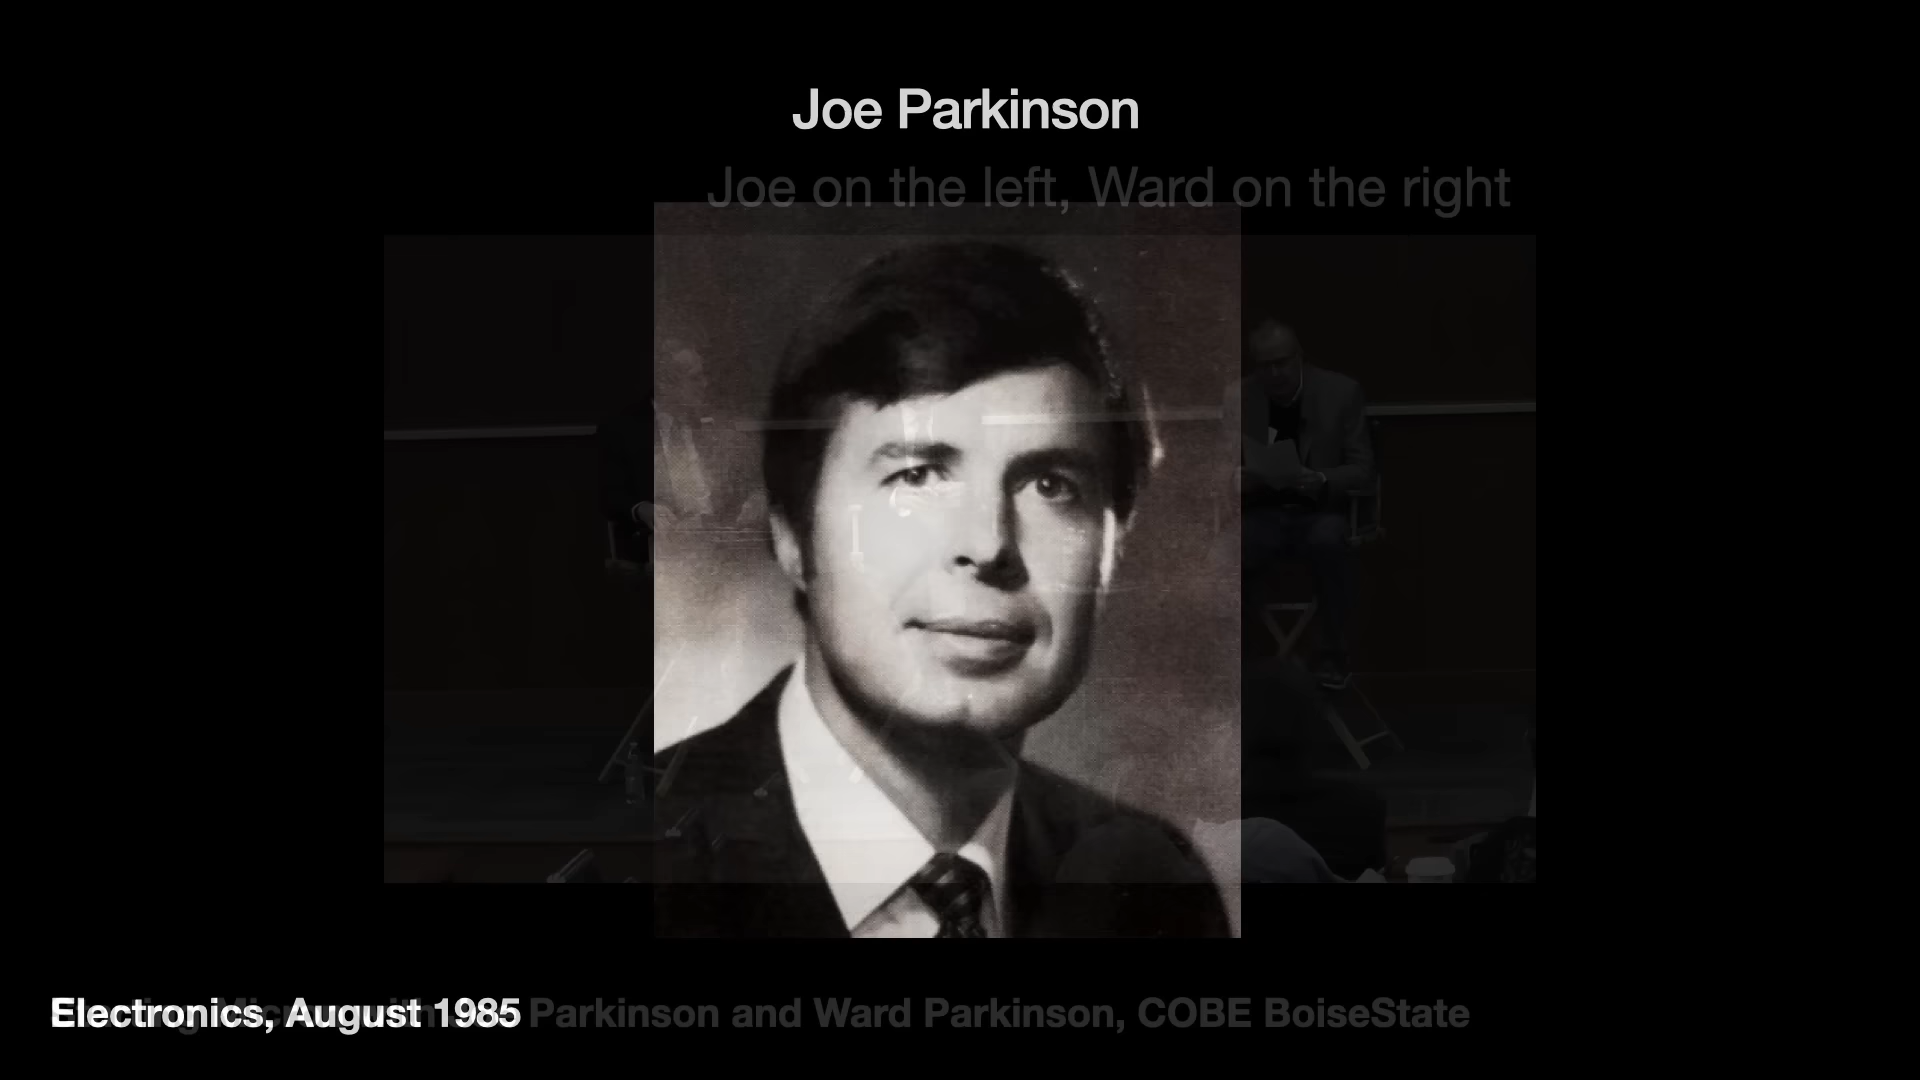 Joe Parkinson
Joe on the left, Ward on the right
Electronics, August 1985
Parkinson and Ward Parkinson, COBE BoiseState